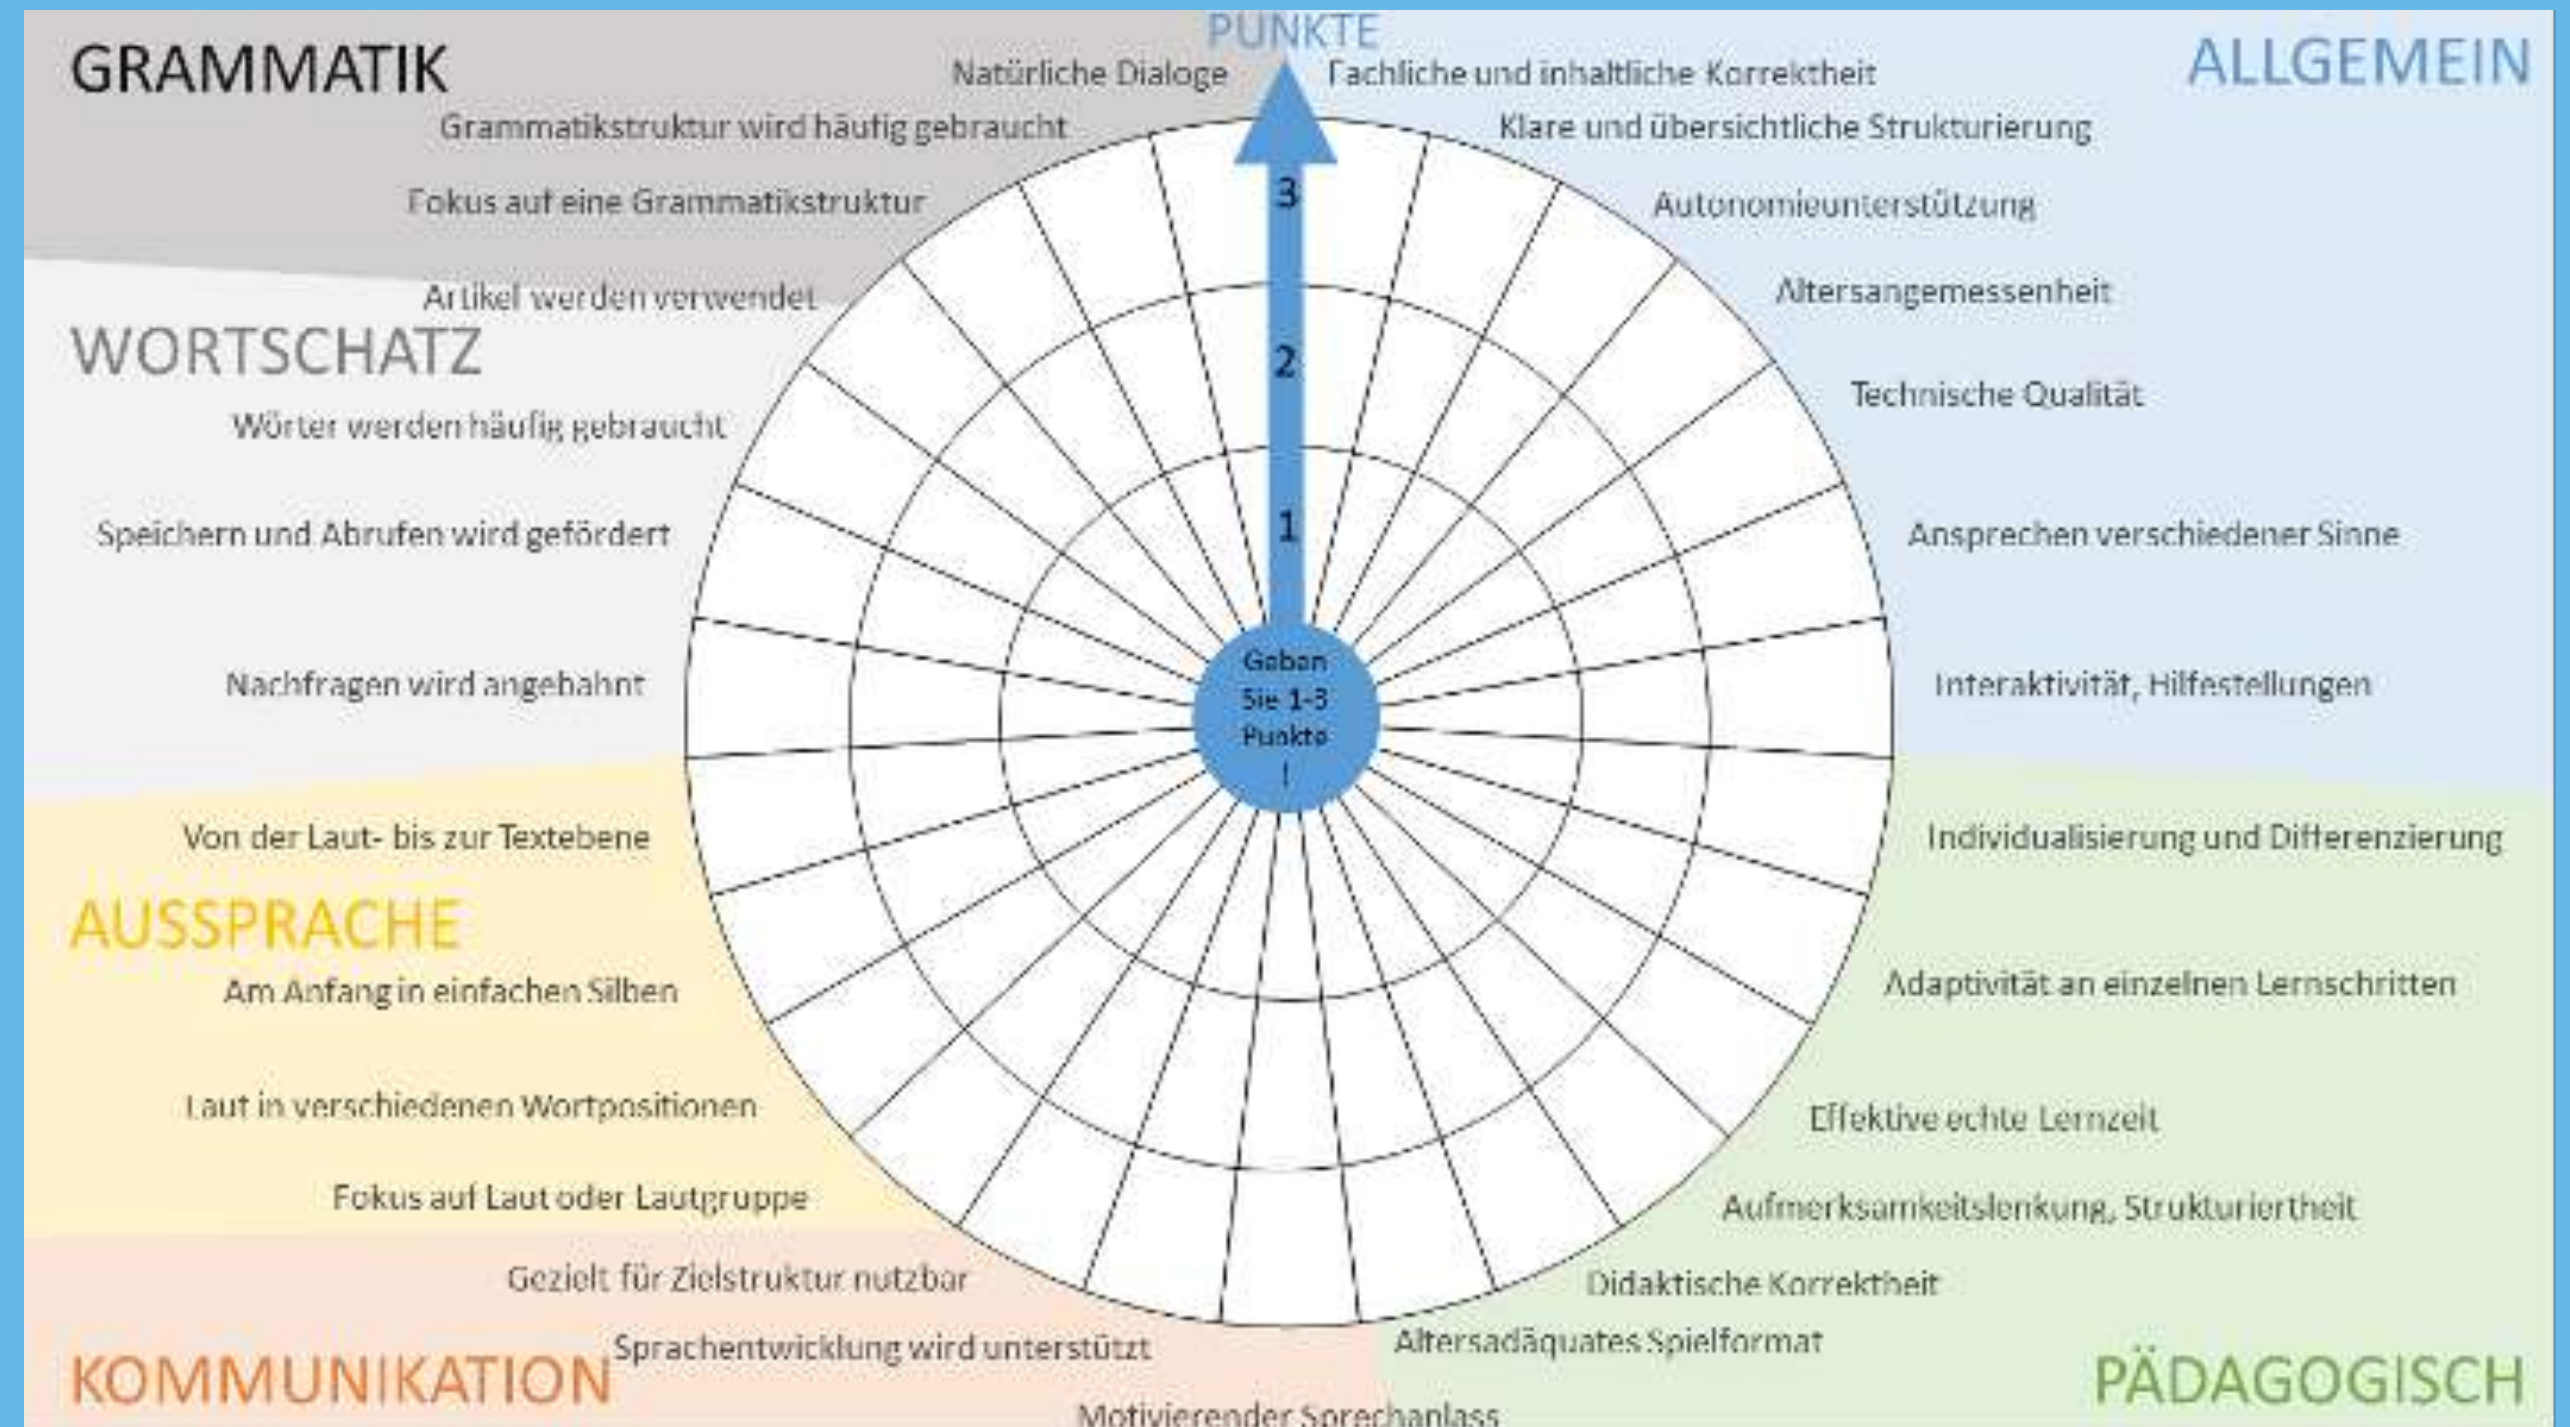 GRAMMATIK
PUNKTE
ALLGEMEIN
Natürliche Dialoge
Fachliche und inhaltliche Korrektheit
Grammatikstruktur wird häufig gebraucht
Klare und übersichtliche Strukturierung
Fokus auf eine Grammatikstruktur
Autonomieunterstützung
3
Artikel werden verwendet
Altersangemessenheit
WORTSCHATZ
2
Technische Qualität
Wörter werden häufig gebraucht
Speichern und Abrufen wird gefördert
1
Ansprechen verschiedener Sinne
Nachfragen wird angebahnt
Geben
Sie 1-3
Punkte
!
Interaktivität, Hilfestellungen
Von der Laut- bis zur Textebene
Individualisierung und Differenzierung
AUSSPRACHE
Am Anfang in einfachen Silben
Adaptivität an einzelnen Lernschritten
Laut in verschiedenen Wortpositionen
Effektive echte Lernzeit
Fokus auf Laut oder Lautgruppe
Aufmerksamkeitslenkung, Strukturiertheit
Gezielt für Zielstruktur nutzbar
Didaktische Korrektheit
Sprachentwicklung wird unterstützt
Altersadäquates Spielformat
KOMMUNIKATION
PÄDAGOGISCH
Motivierender Sprechanlass